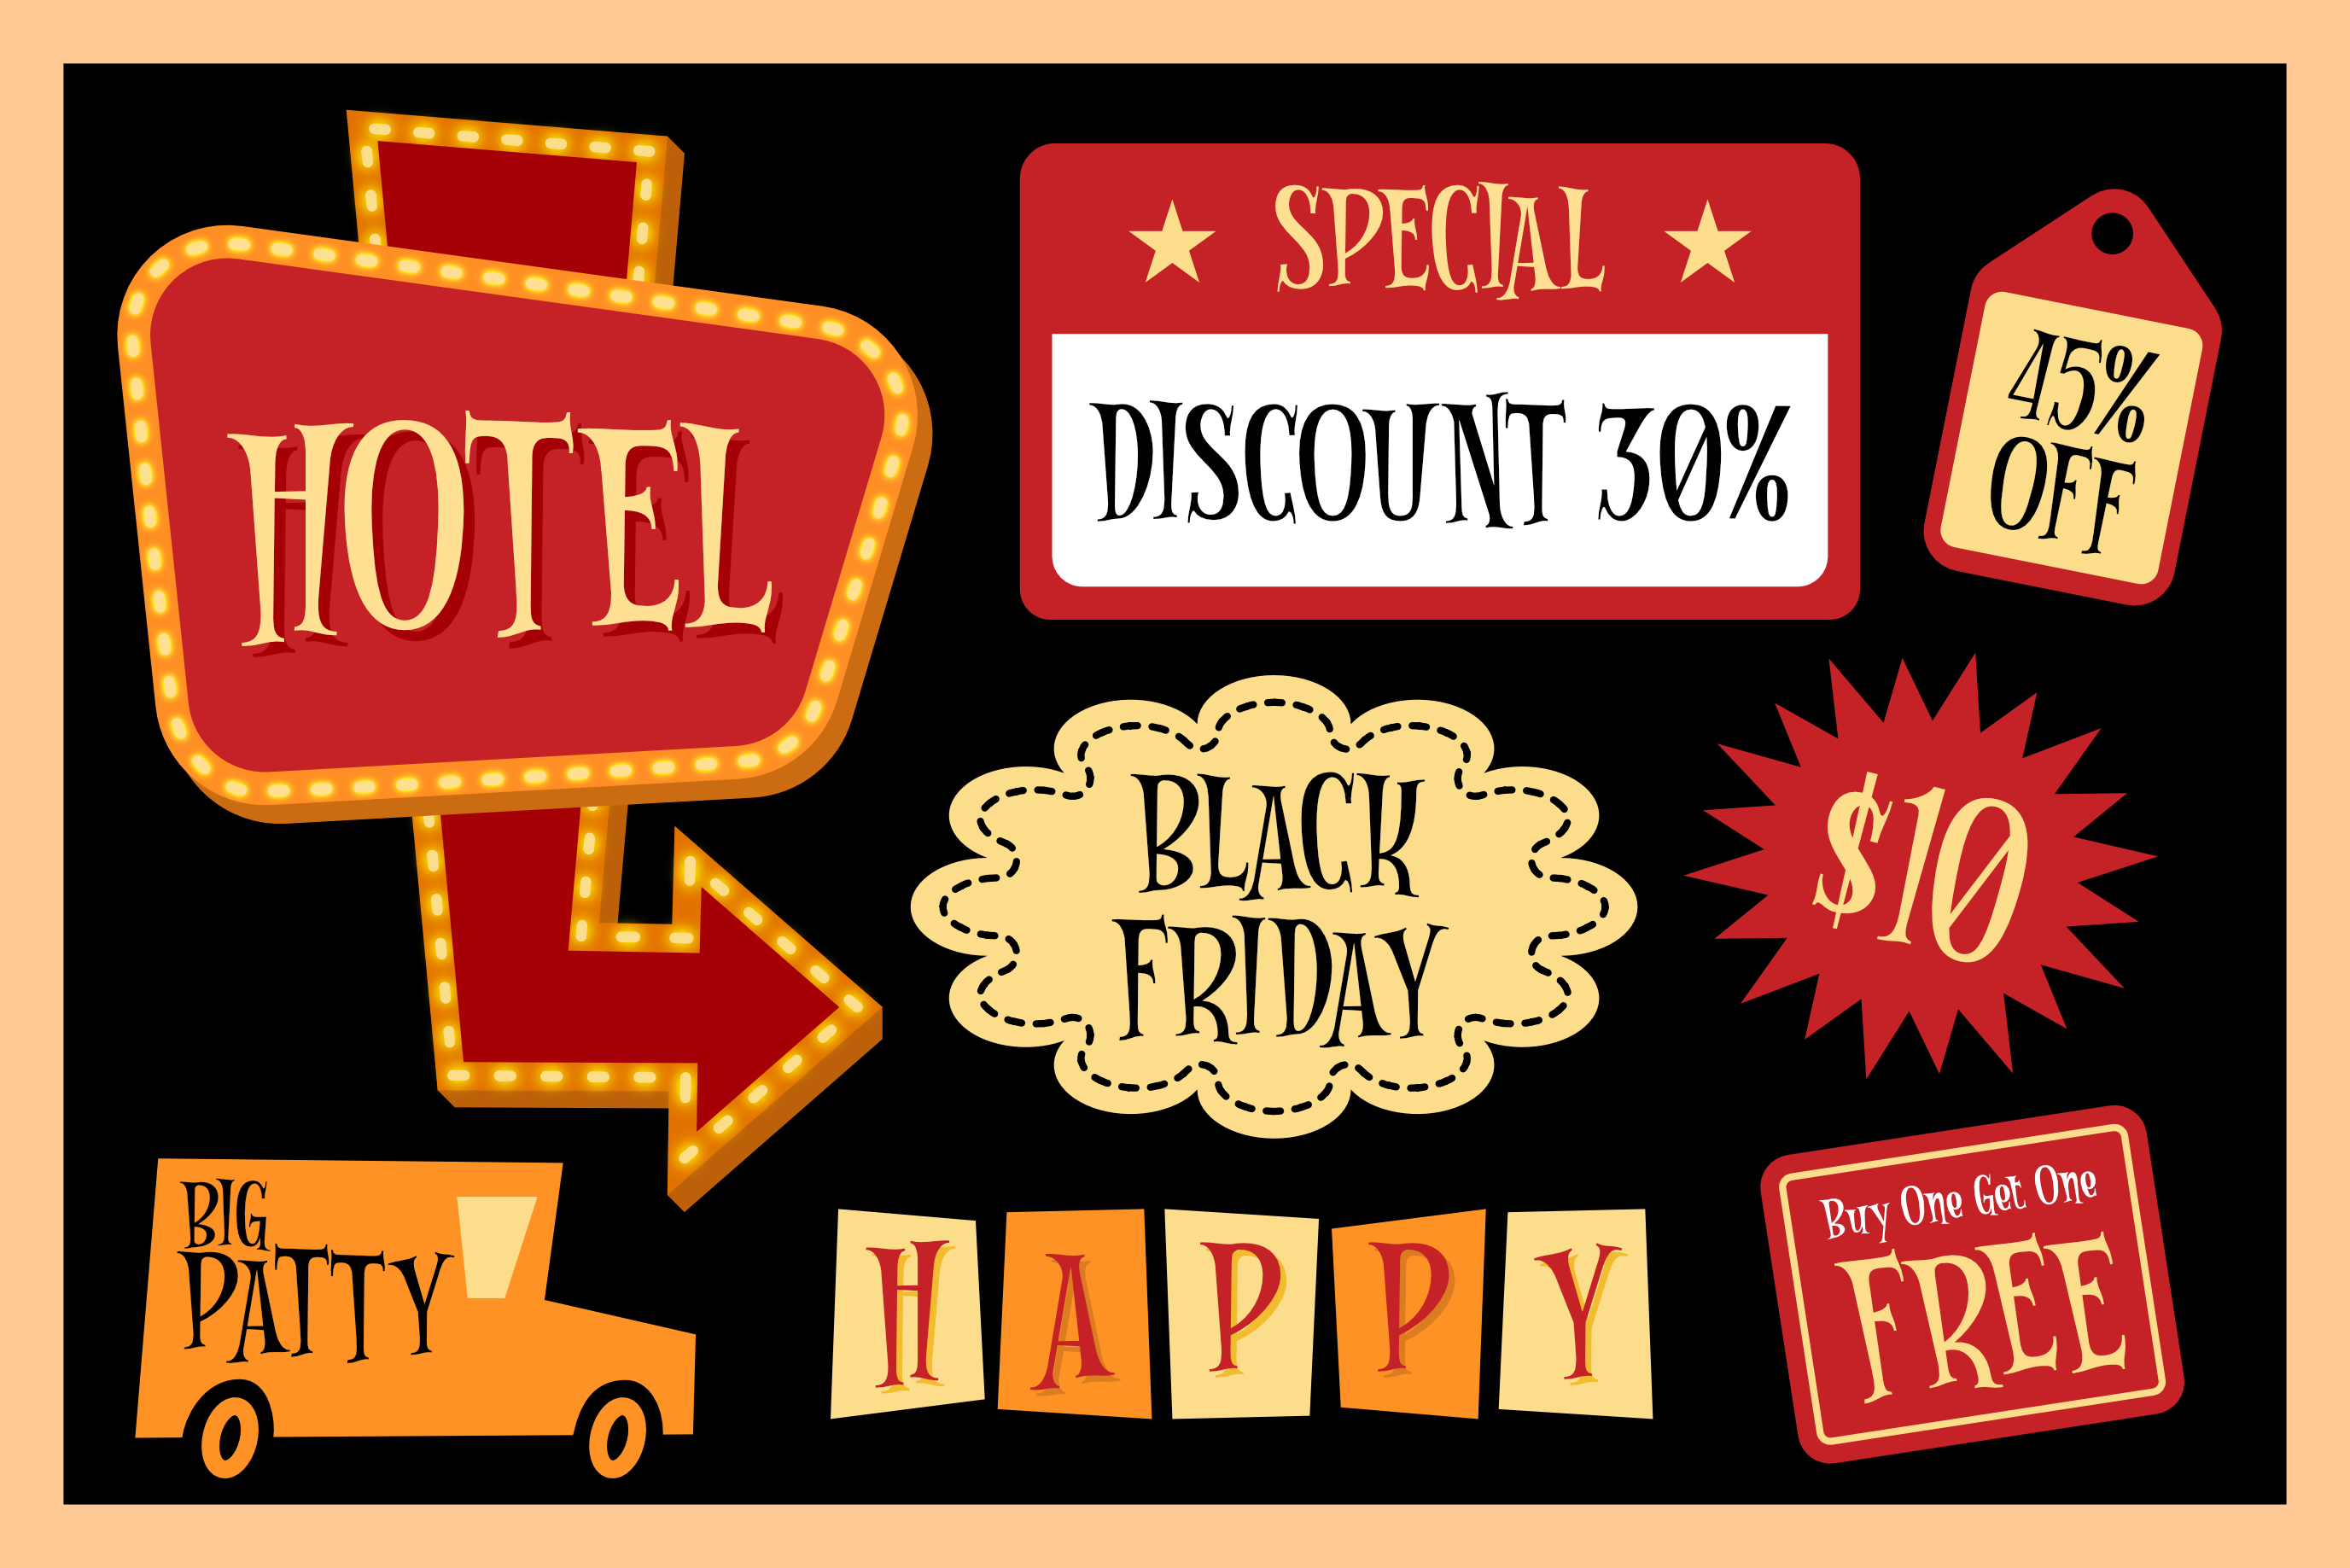 HOTEL
SPECIAL
DISCOUNT 30%
45%
OFF
BLACK
FRIDAY
$10
BIG
PATTY
HAPPY
Buy One Get One
FREE